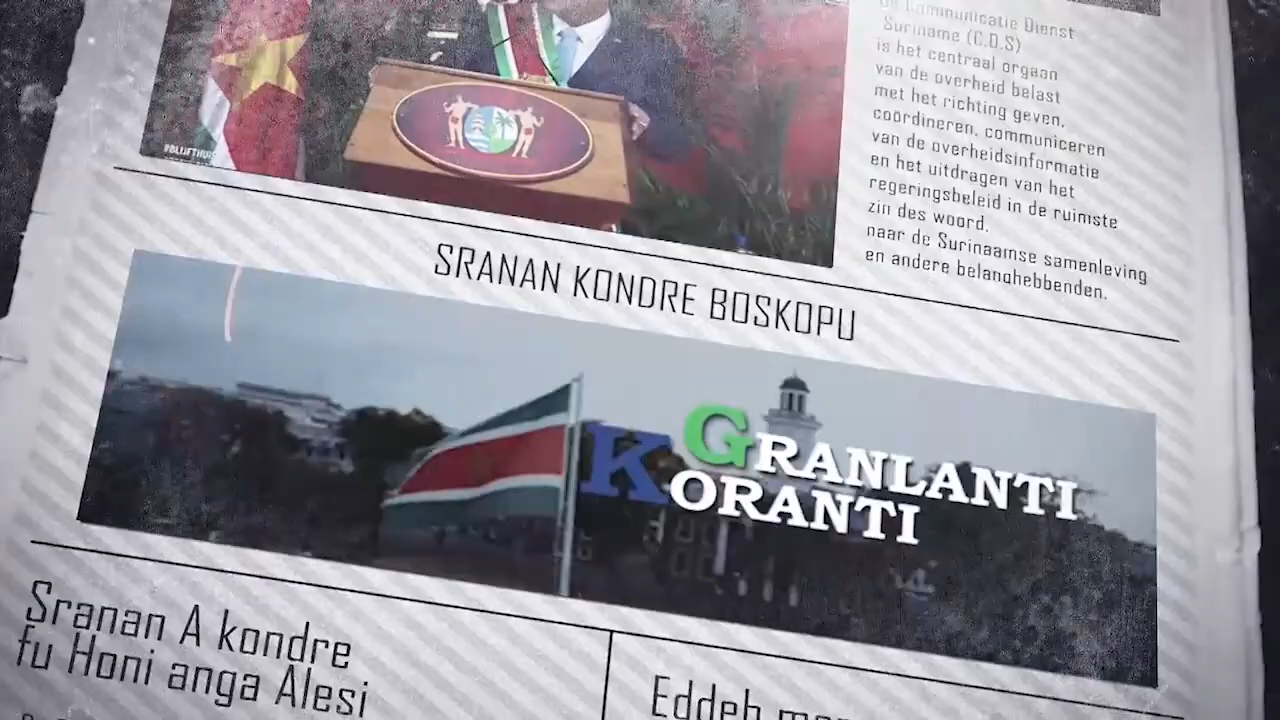 Communicatie Dienst
Suriname (C.D.S)
is het centraal orgaan
van de overheid belast
met het richting geven,
coördineren, communiceren
van de overheidsinformatie
en het uitdragen van het
regeringsbeleid in de ruimste
zin des woord.
naar de Surinaamse samenleving
en andere belanghebbenden.
SRANAN KONDRE BOSKOPU
GRANLANTI
KORANTI
Sranan A kondre
fu Honi anga Alesi
Eddeh